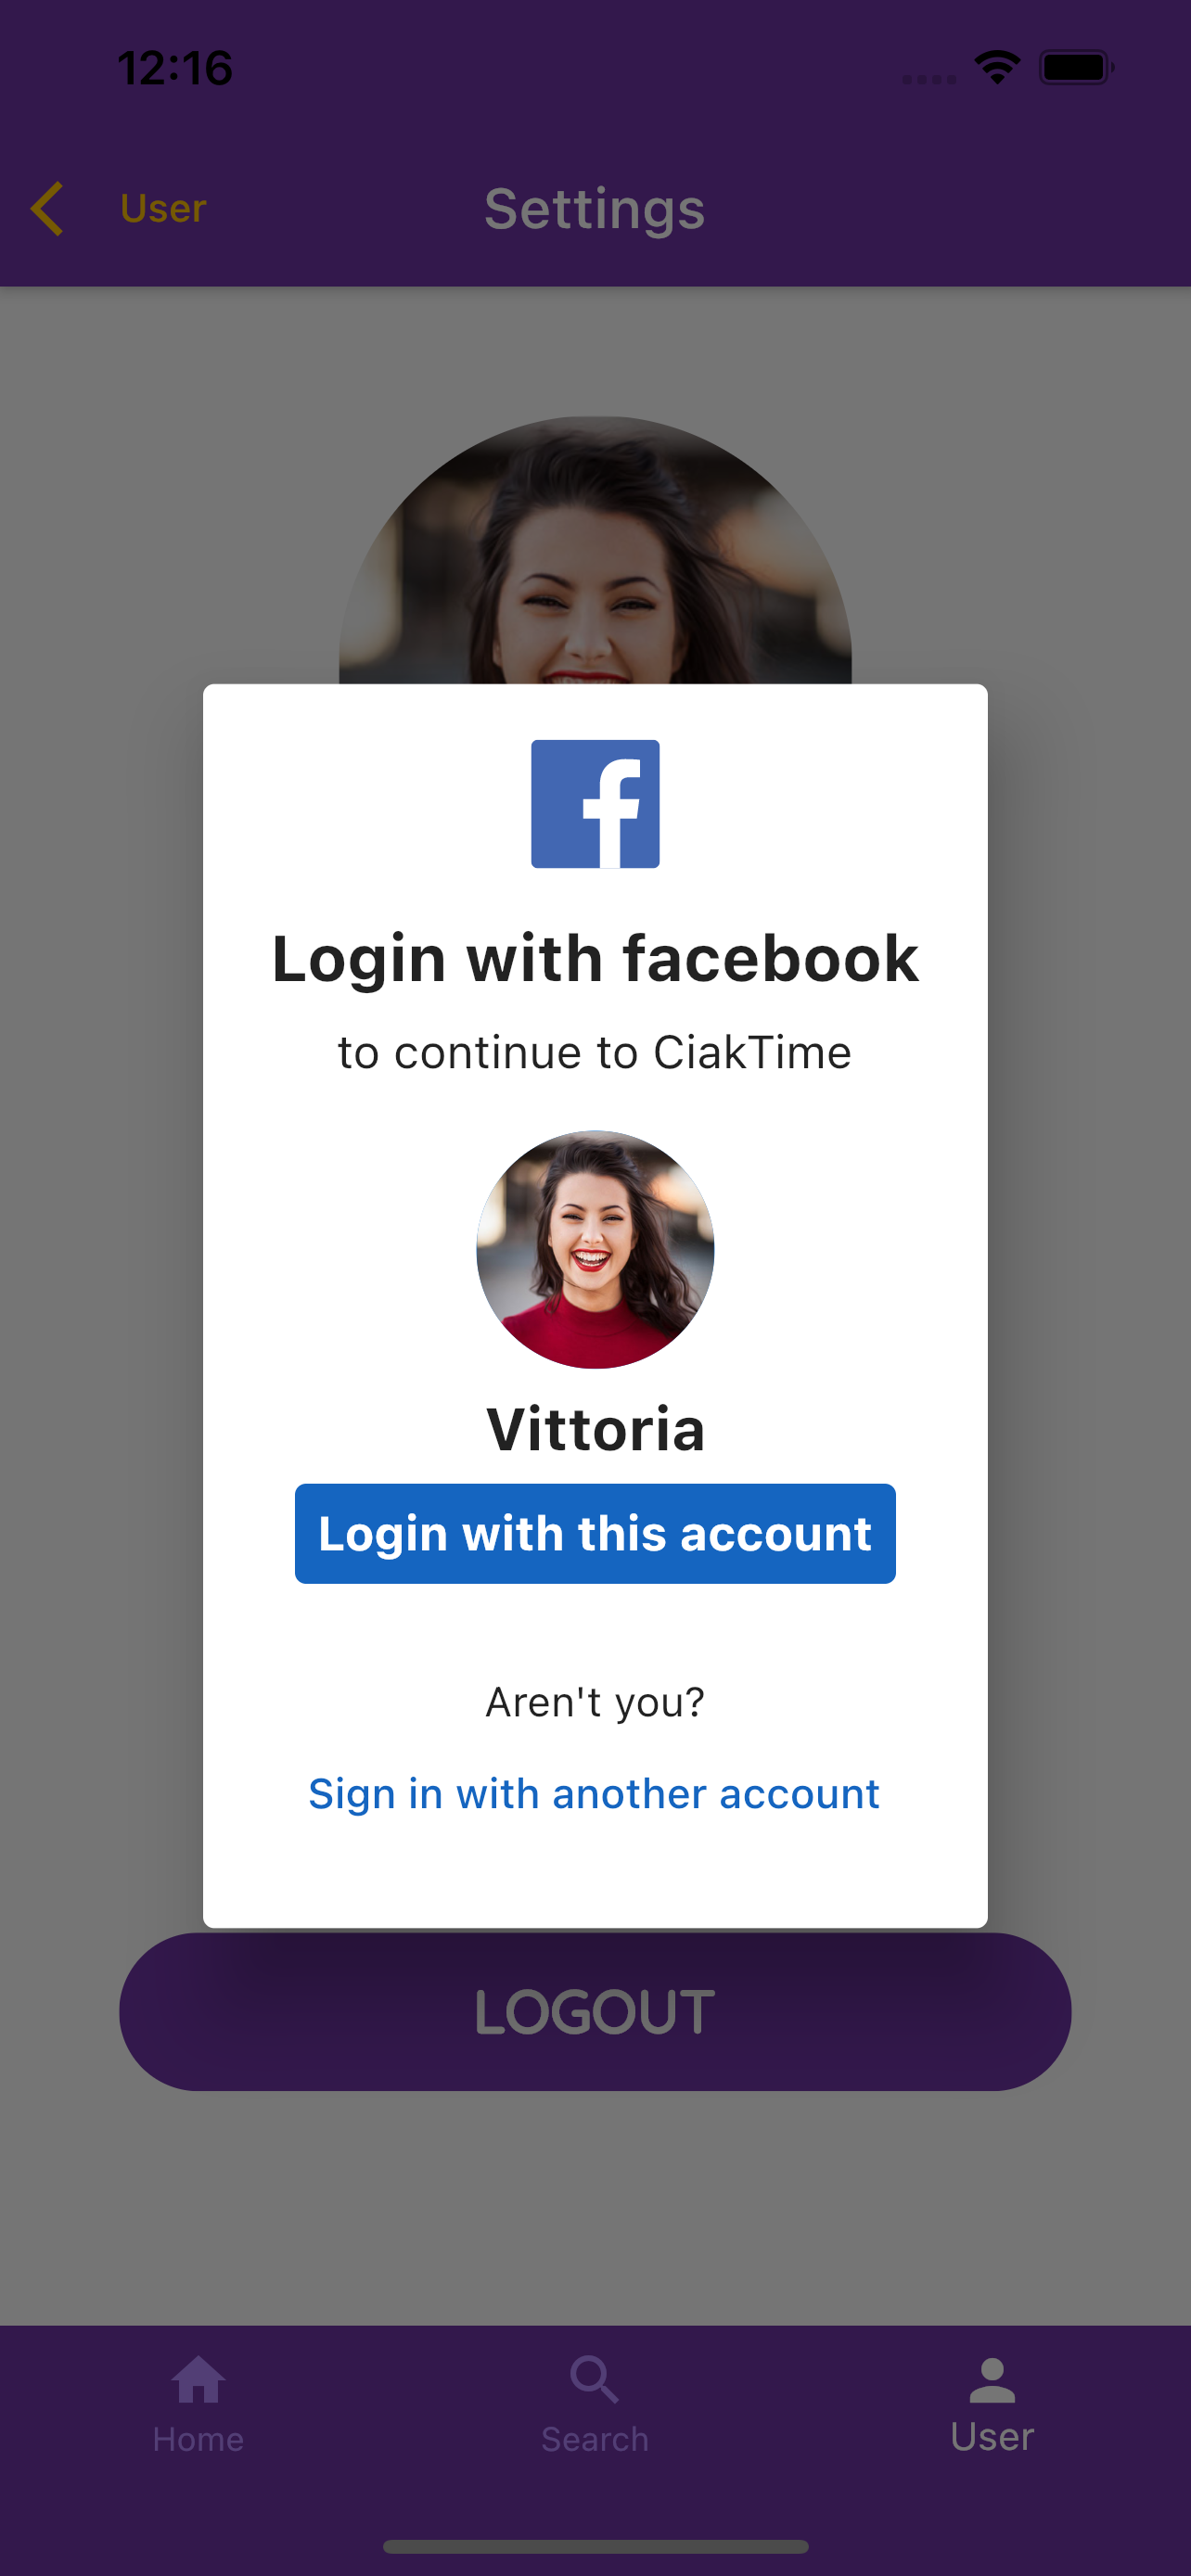 12:16
User
Settings
f
Login with facebook
to continue to CiakTime
Vittoria
Login with this account
Aren't you?
Sign in with another account
LOGOUT
Home
Search
User